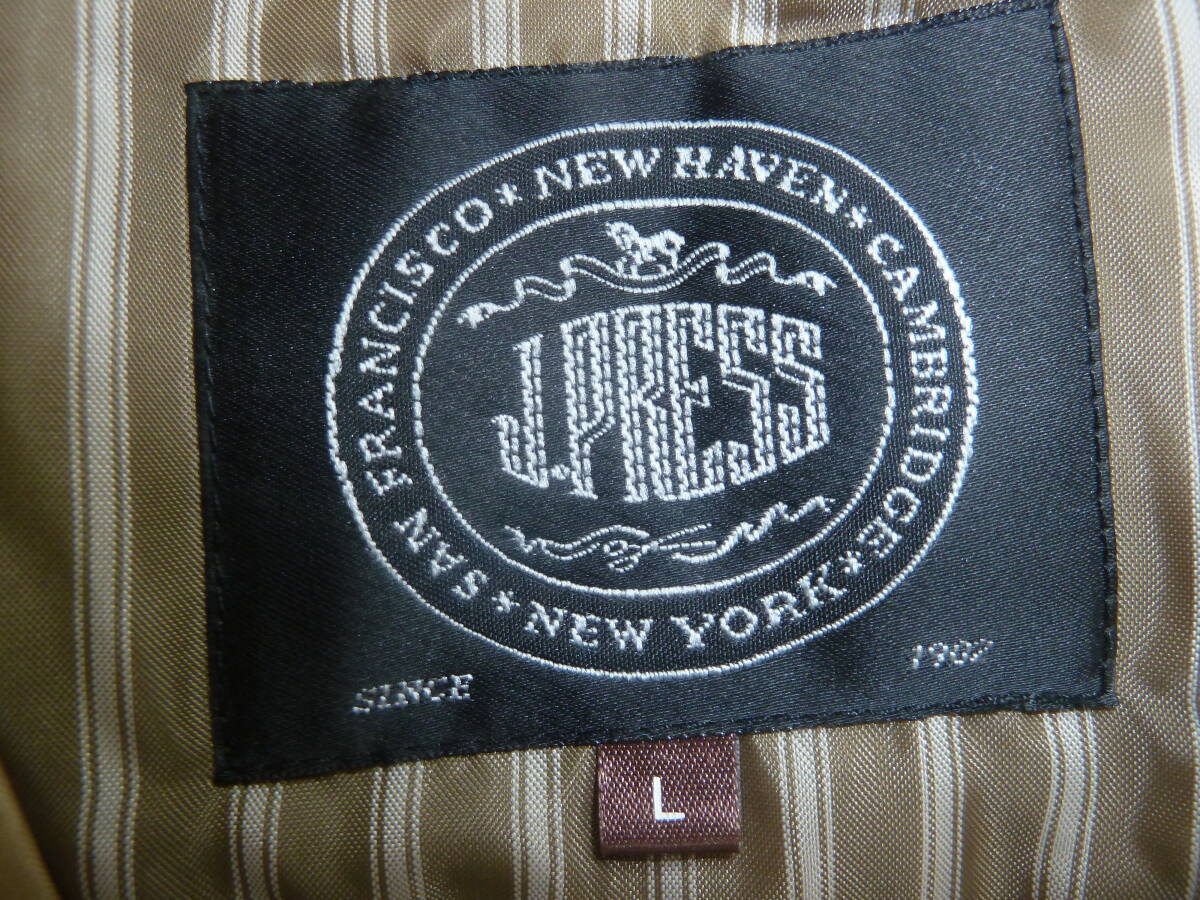 SAN FRANCISCO * NEW HAVEN * CAMBRIDGE * NEW YORK *
J.PRESS
SINCE 1902
L